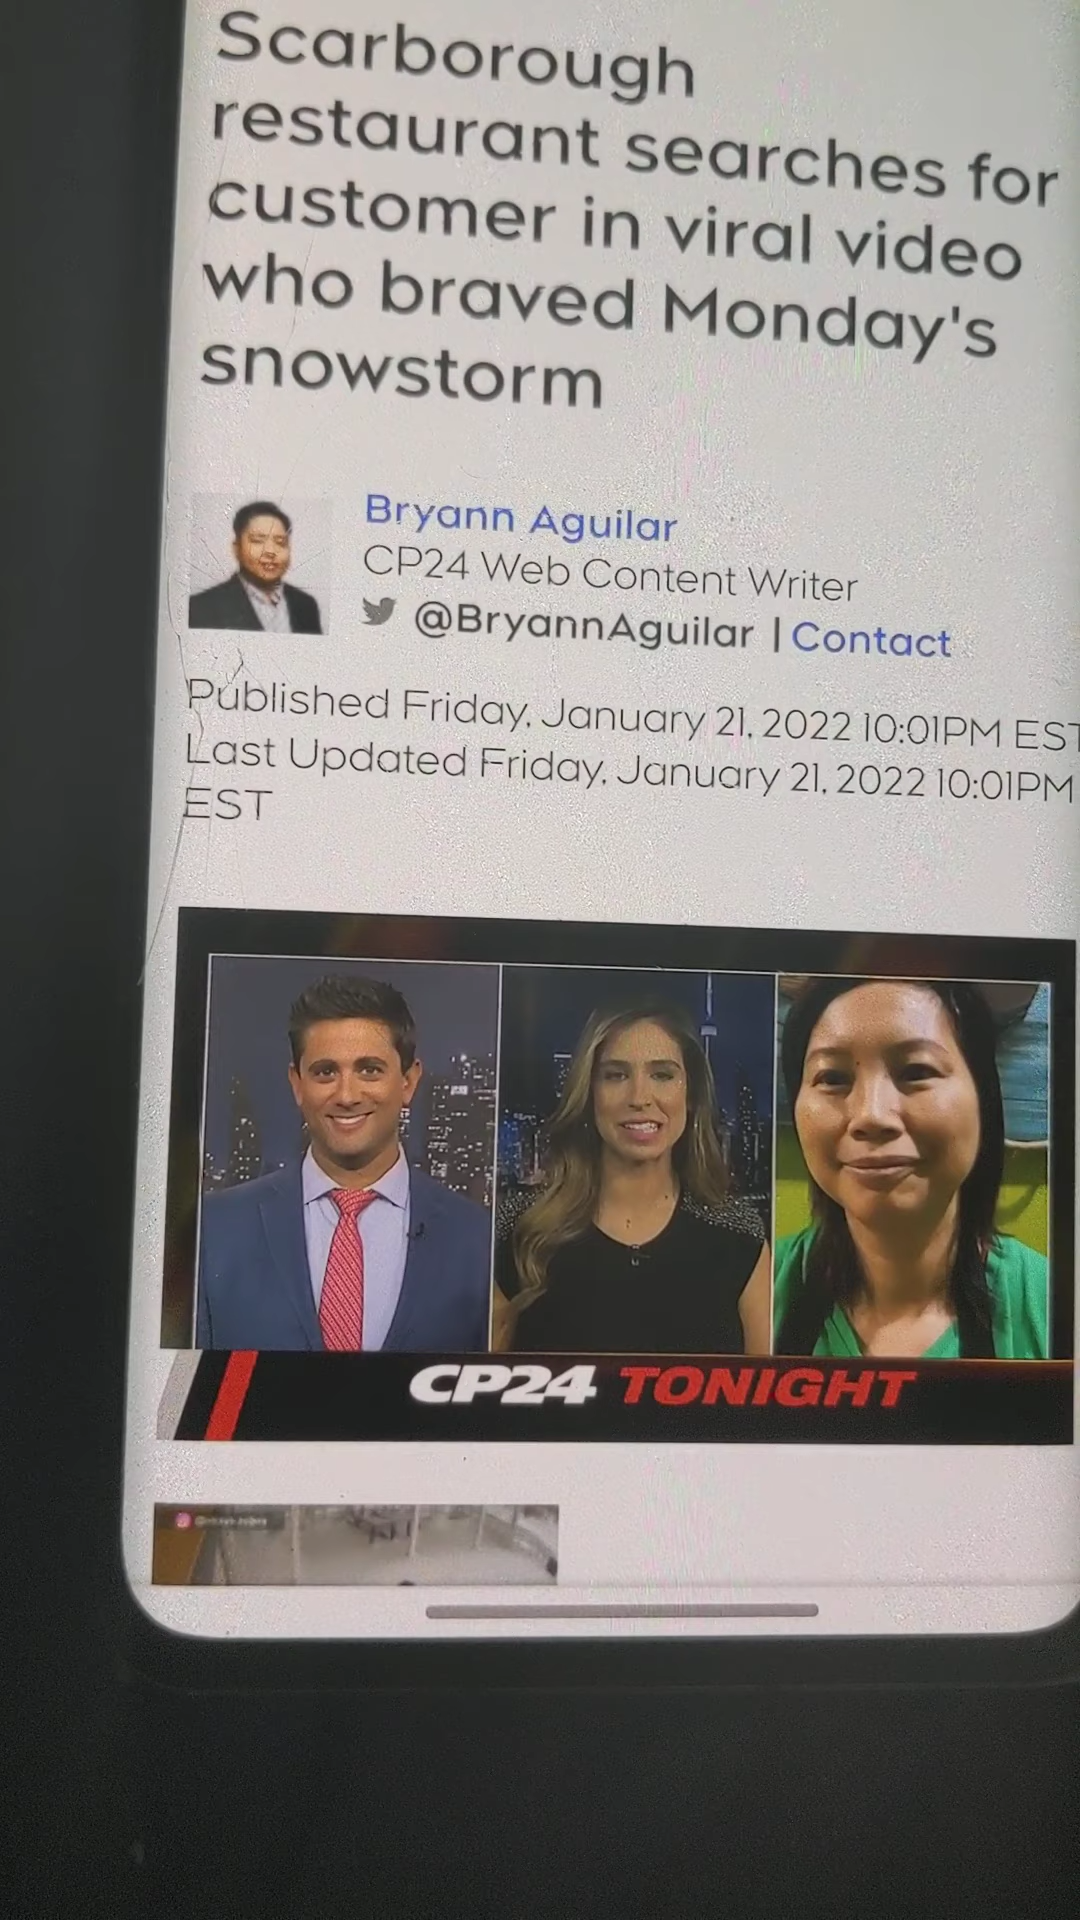 Scarborough
restaurant searches for
customer in viral video
who braved Monday's
snowstorm
Bryann Aguilar
CP24 Web Content Writer
@BryannAguilar | Contact
Published Friday, January 21, 2022 10:01PM EST
Last Updated Friday, January 21, 2022 10:01PM
EST
CP24 TONIGHT